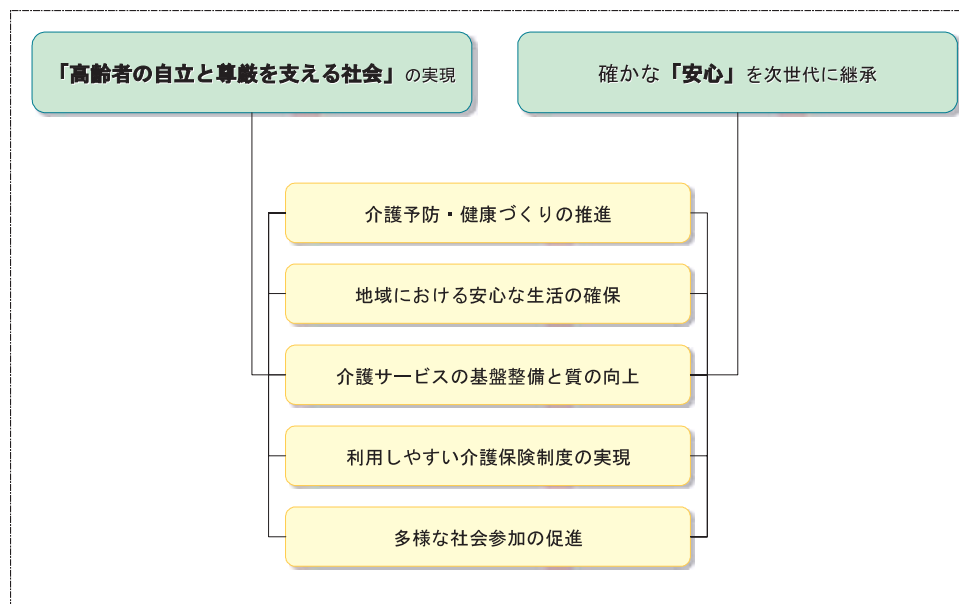 「高齢者の自立と尊厳を支える社会」の実現
確かな「安心」を次世代に継承
介護予防・健康づくりの推進
地域における安心な生活の確保
介護サービスの基盤整備と質の向上
利用しやすい介護保険制度の実現
多様な社会参加の促進